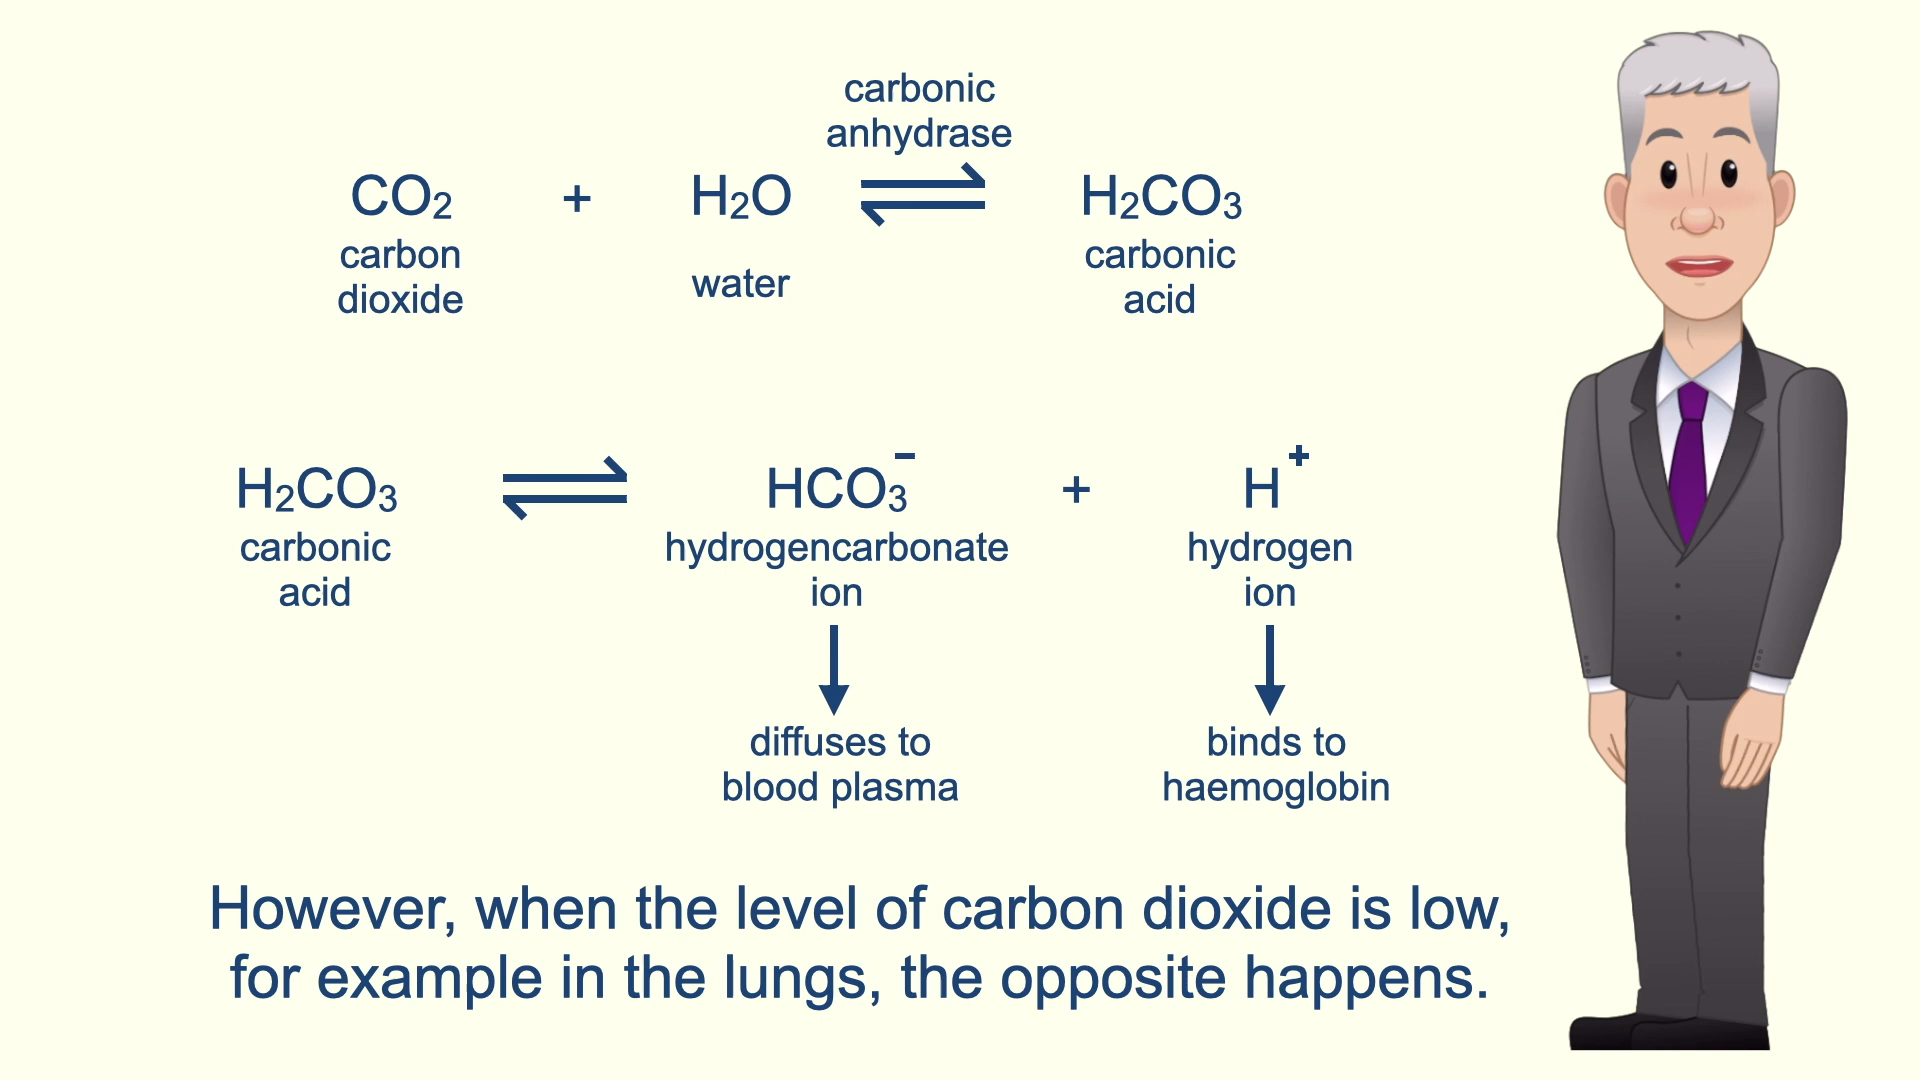 carbonic
anhydrase
CO₂ + H₂O ⇌ H₂CO₃
carbon
dioxide
water
carbonic
acid
H₂CO₃ ⇌ HCO₃⁻ + H⁺
carbonic
acid
hydrogencarbonate
ion
hydrogen
ion
diffuses to
blood plasma
binds to
haemoglobin
However, when the level of carbon dioxide is low,
for example in the lungs, the opposite happens.